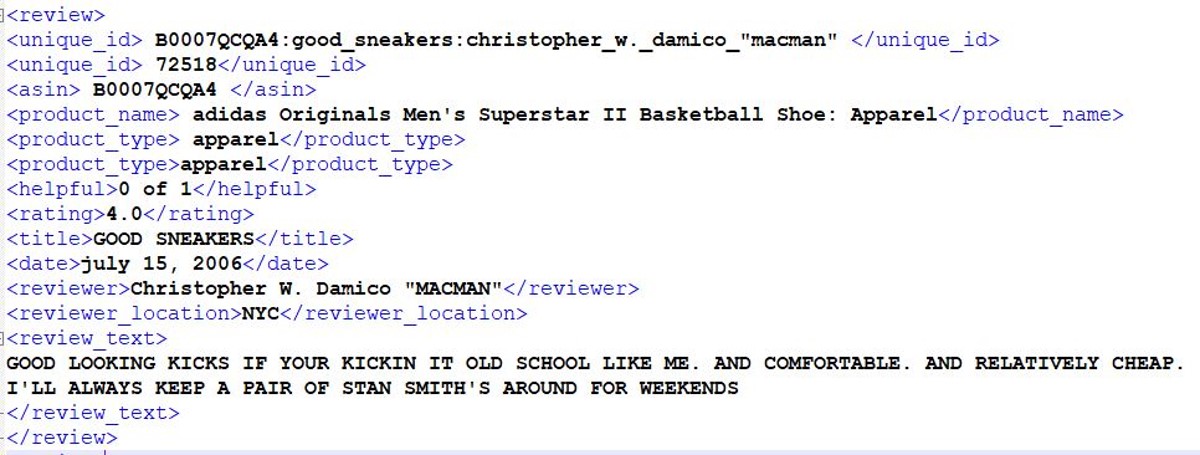 <review>
<unique_id> B0007QCQA4:good_sneakers:christopher_w._damico_"macman" </unique_id>
<unique_id> 72518</unique_id>
<asin> B0007QCQA4 </asin>
<product_name> adidas Originals Men's Superstar II Basketball Shoe: Apparel</product_name>
<product_type> apparel</product_type>
<product_type>apparel</product_type>
<helpful>0 of 1</helpful>
<rating>4.0</rating>
<title>GOOD SNEAKERS</title>
<date>july 15, 2006</date>
<reviewer>Christopher W. Damico "MACMAN"</reviewer>
<reviewer_location>NYC</reviewer_location>
<review_text>
GOOD LOOKING KICKS IF YOUR KICKIN IT OLD SCHOOL LIKE ME. AND COMFORTABLE. AND RELATIVELY CHEAP.
I'LL ALWAYS KEEP A PAIR OF STAN SMITH'S AROUND FOR WEEKENDS
</review_text>
</review>